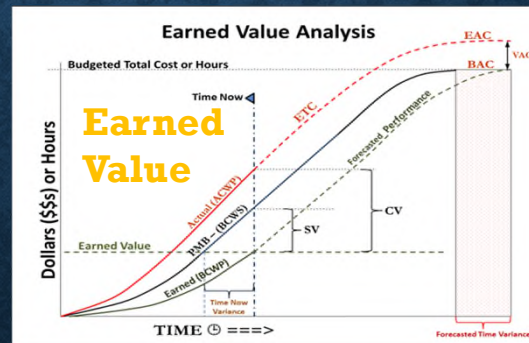 Earned Value Analysis
EAC
VAC
Budgeted Total Cost or Hours
BAC
Time Now
ETC
Earned
Value
Forecasted Performance
Actual (ACWP)
PMB – (BCWS)
CV
SV
Earned Value
Earned (BCWP)
Time Now
Variance
Dollars ($$s) or Hours
TIME ===>
Forecasted Time Variance